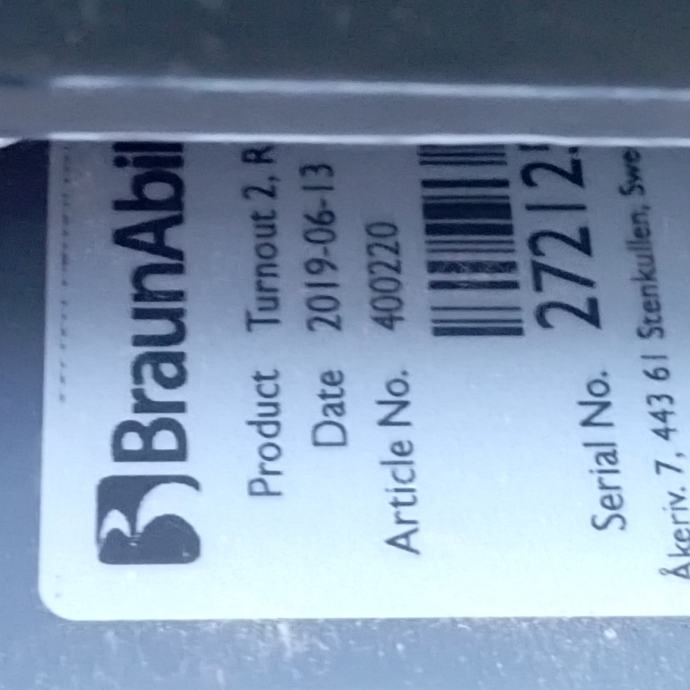 BraunAbil
Product Turnout 2, R
Date 2019-06-13
Article No. 400220
Serial No. 27212
Åkeriv. 7, 443 61 Stenkullen, Swe